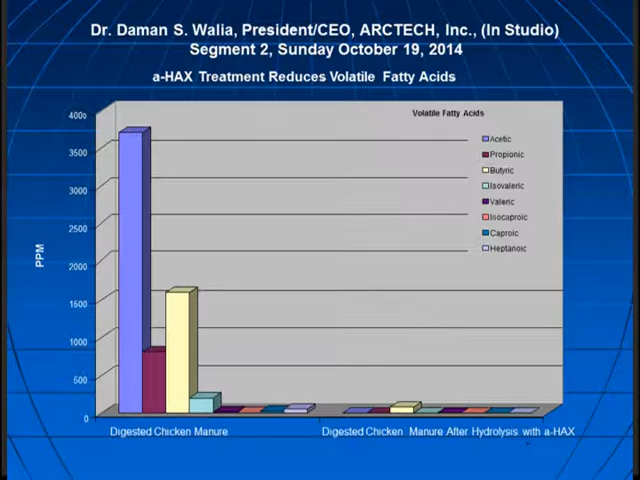 Dr. Daman S. Walia, President/CEO, ARCTECH, Inc., (In Studio)
Segment 2, Sunday October 19, 2014
a-HAX Treatment Reduces Volatile Fatty Acids
Volatile Fatty Acids
Acetic
Propionic
Butyric
Isovaleric
Valeric
Isocaproic
Caproic
Heptanoic
PPM
4000
3500
3000
2500
2000
1500
1000
500
0
Digested Chicken Manure
Digested Chicken Manure After Hydrolysis with a-HAX